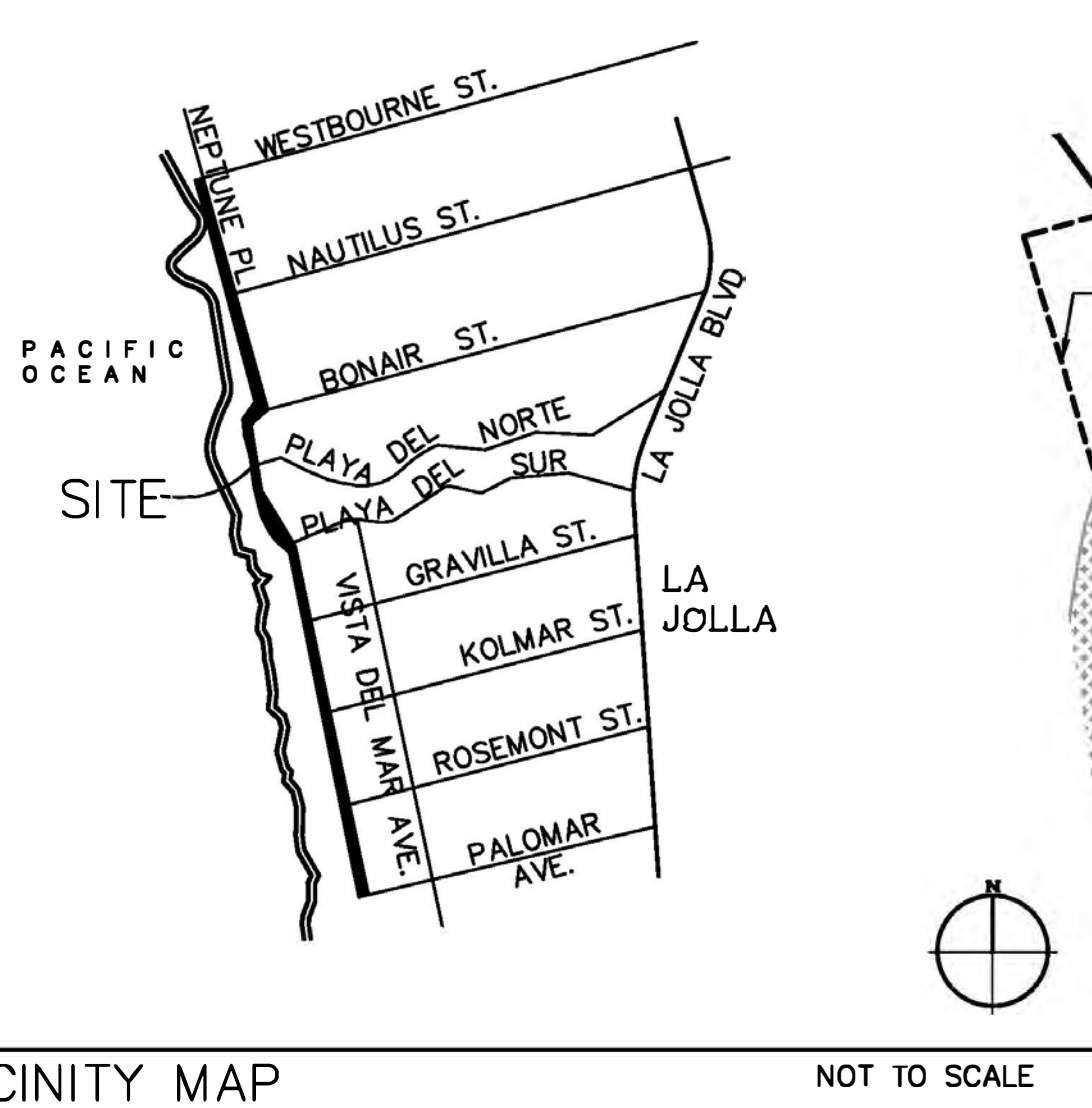 WESTBOURNE ST.
NEPTUNE PL
NAUTILUS ST.
BONAIR ST.
LA JOLLA BLVD
PACIFIC
OCEAN
PLAYA DEL NORTE
PLAYA DEL SUR
SITE
GRAVILLA ST.
VISTA DEL MAR AVE.
LA
JOLLA
KOLMAR ST.
ROSEMONT ST.
PALOMAR
AVE.
N
CINITY MAP
NOT TO SCALE